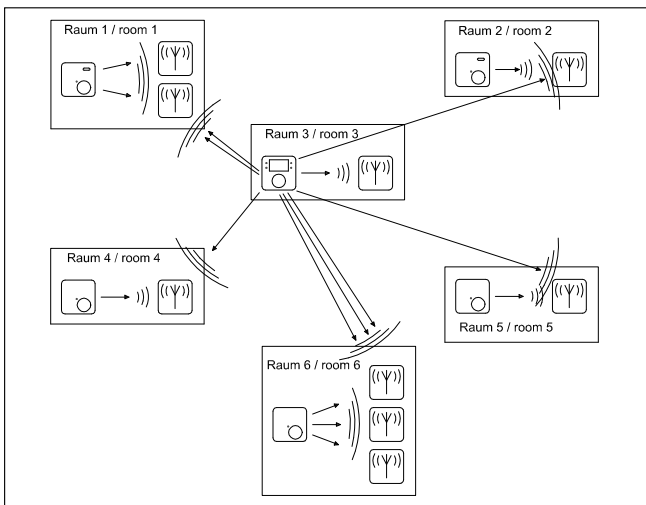 Raum 1 / room 1
Raum 2 / room 2
Raum 3 / room 3
Raum 4 / room 4
Raum 5 / room 5
Raum 6 / room 6